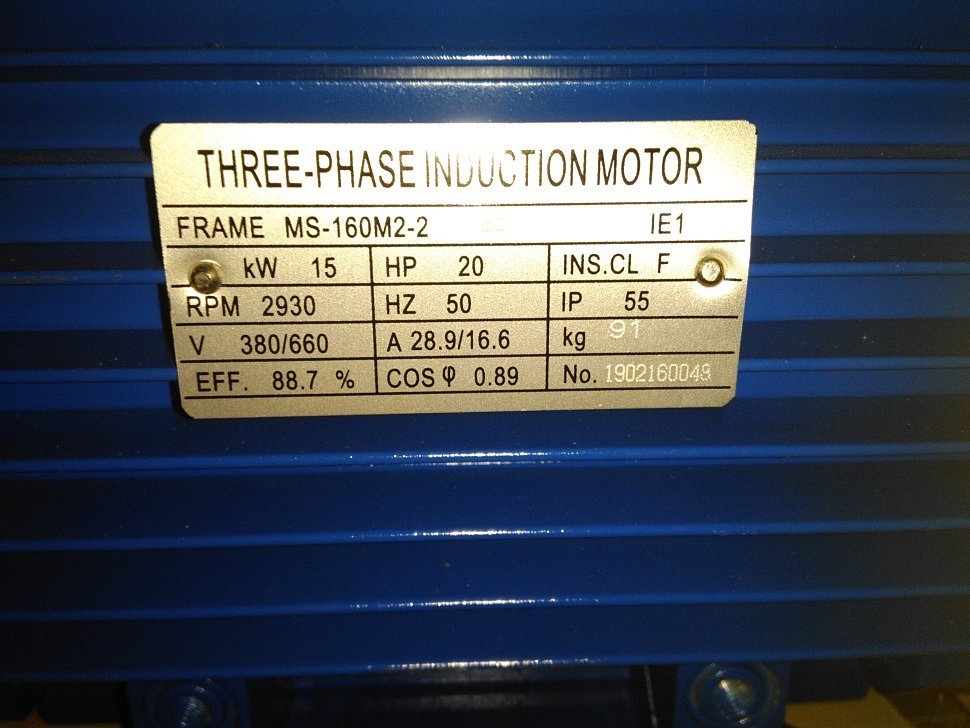 THREE-PHASE INDUCTION MOTOR
FRAME MS-160M2-2 IE1
kW 15 HP 20 INS.CL F
RPM 2930 HZ 50 IP 55
V 380/660 A 28.9/16.6 kg 91
EFF. 88.7 % COS φ 0.89 No. 1902160049